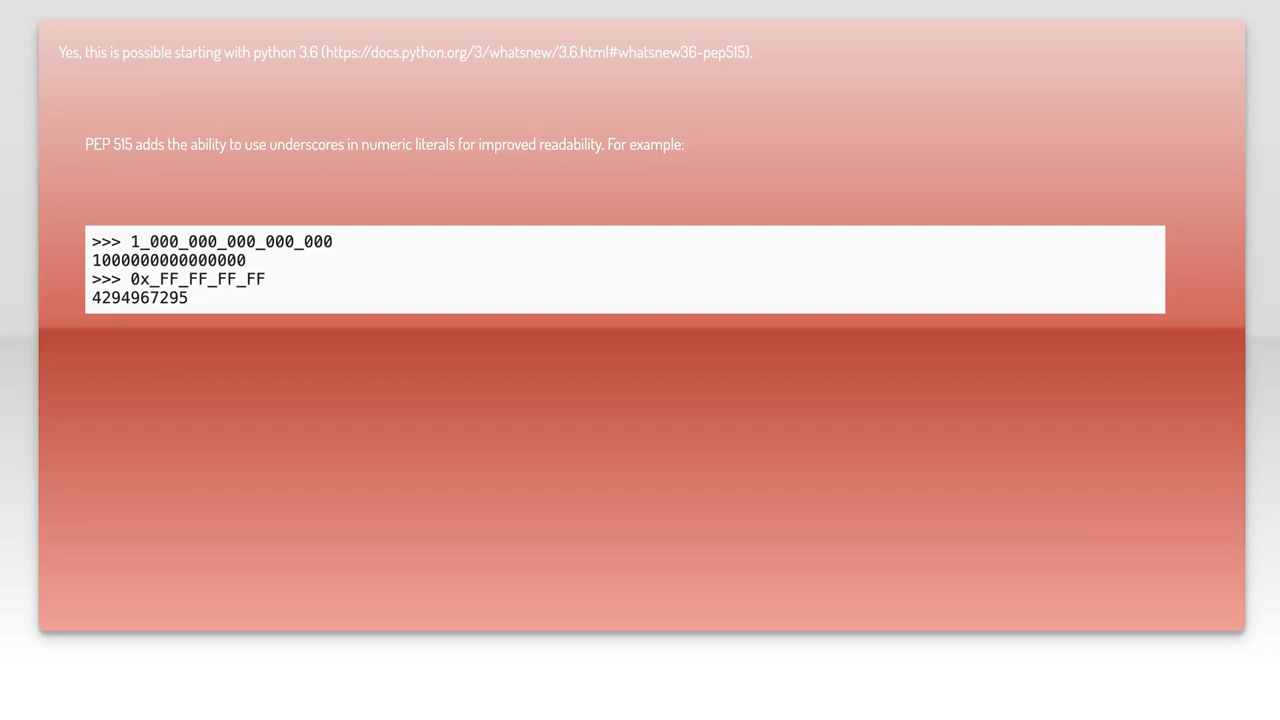 Yes, this is possible starting with python 3.6 (https://docs.python.org/3/whatsnew/3.6.html#whatsnew36-pep515).
PEP 515 adds the ability to use underscores in numeric literals for improved readability. For example:
>>> 1_000_000_000_000_000
1000000000000000
>>> 0x_FF_FF_FF_FF
4294967295